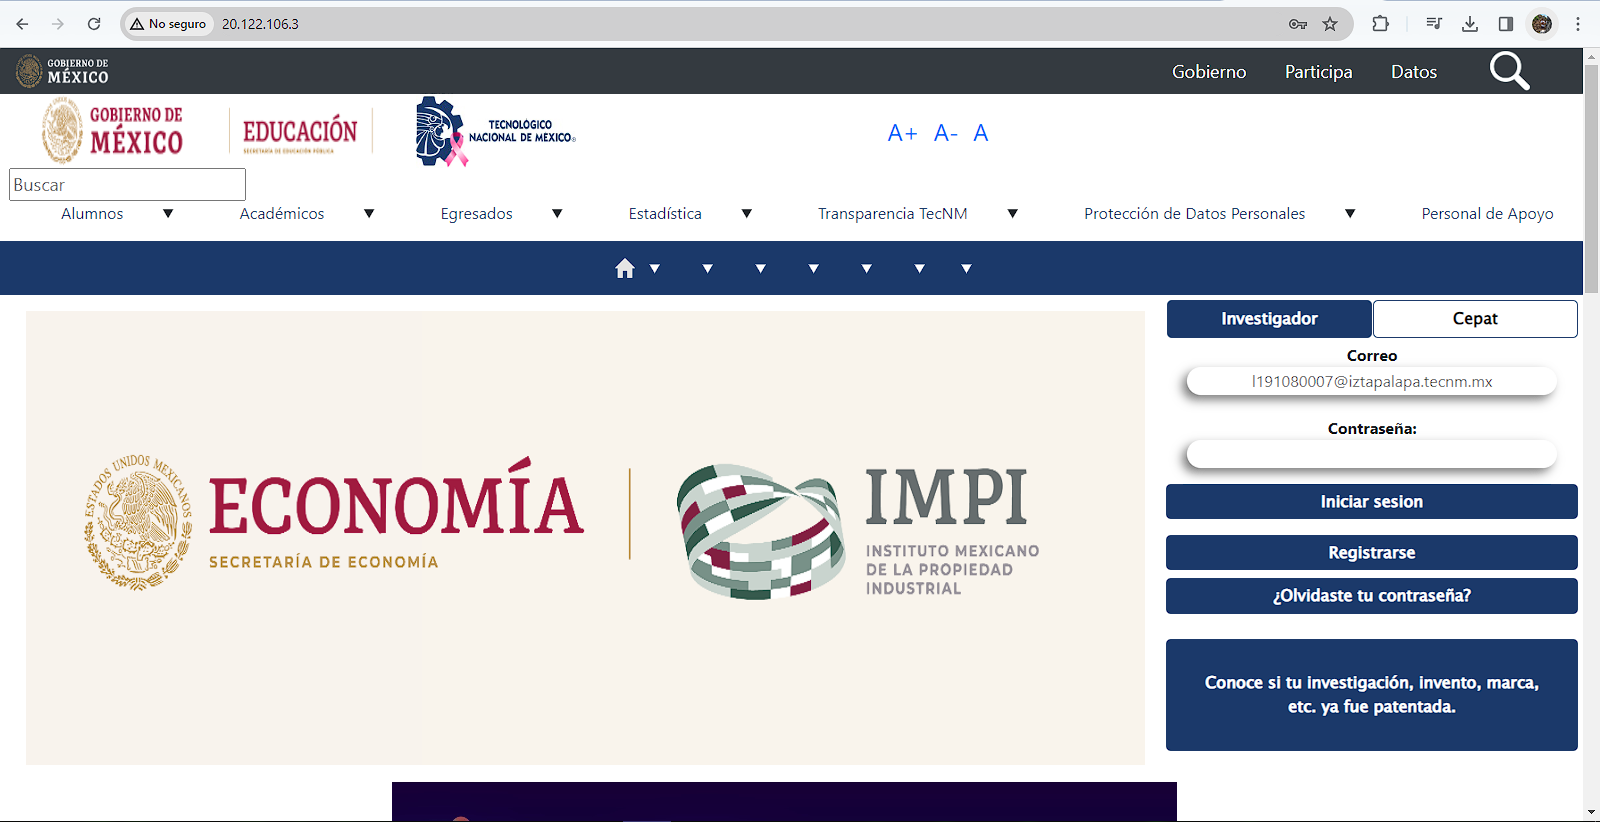 No seguro 20.122.106.3
GOBIERNO DE
MÉXICO
Gobierno Participa Datos
GOBIERNO DE
MÉXICO
EDUCACIÓN
SECRETARÍA DE EDUCACIÓN PÚBLICA
TECNOLÓGICO
NACIONAL DE MÉXICO®
A+ A- A
Buscar
Alumnos ▼ Académicos ▼ Egresados ▼ Estadística ▼ Transparencia TecNM ▼ Protección de Datos Personales ▼ Personal de Apoyo
▼ ▼ ▼ ▼ ▼ ▼ ▼
ESTADOS UNIDOS MEXICANOS
ECONOMÍA
SECRETARÍA DE ECONOMÍA
IMPI
INSTITUTO MEXICANO
DE LA PROPIEDAD
INDUSTRIAL
Investigador Cepat
Correo
l191080007@iztapalapa.tecnm.mx
Contraseña:
Iniciar sesion
Registrarse
¿Olvidaste tu contraseña?
Conoce si tu investigación, invento, marca,
etc. ya fue patentada.